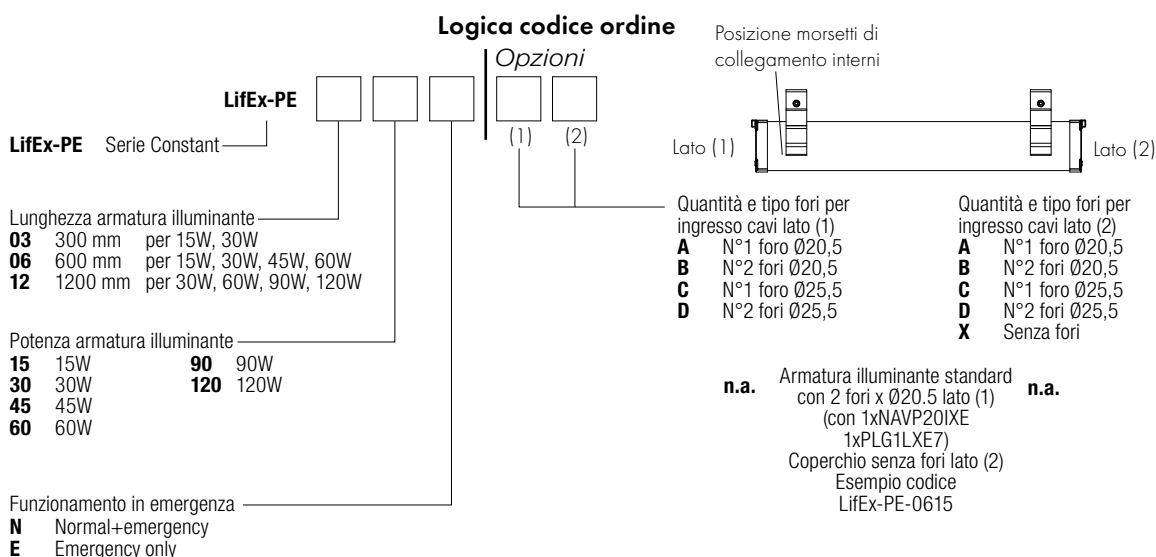 Logica codice ordine
Opzioni
LifEx-PE
(1) (2)
LifEx-PE Serie Constant
Posizione morsetti di
collegamento interni
Lato (1)
Lato (2)
Lunghezza armatura illuminante
03 300 mm per 15W, 30W
06 600 mm per 15W, 30W, 45W, 60W
12 1200 mm per 30W, 60W, 90W, 120W
Potenza armatura illuminante
15 15W 90 90W
30 30W 120 120W
45 45W
60 60W
Funzionamento in emergenza
N Normal+emergency
E Emergency only
Quantità e tipo fori per
ingresso cavi lato (1)
A N°1 foro Ø20,5
B N°2 fori Ø20,5
C N°1 foro Ø25,5
D N°2 fori Ø25,5
Quantità e tipo fori per
ingresso cavi lato (2)
A N°1 foro Ø20,5
B N°2 fori Ø20,5
C N°1 foro Ø25,5
D N°2 fori Ø25,5
X Senza fori
n.a. Armatura illuminante standard n.a.
con 2 fori x Ø20.5 lato (1)
(con 1xNAVP20IXE
1xPLG1LXE7)
Coperchio senza fori lato (2)
Esempio codice
LifEx-PE-0615